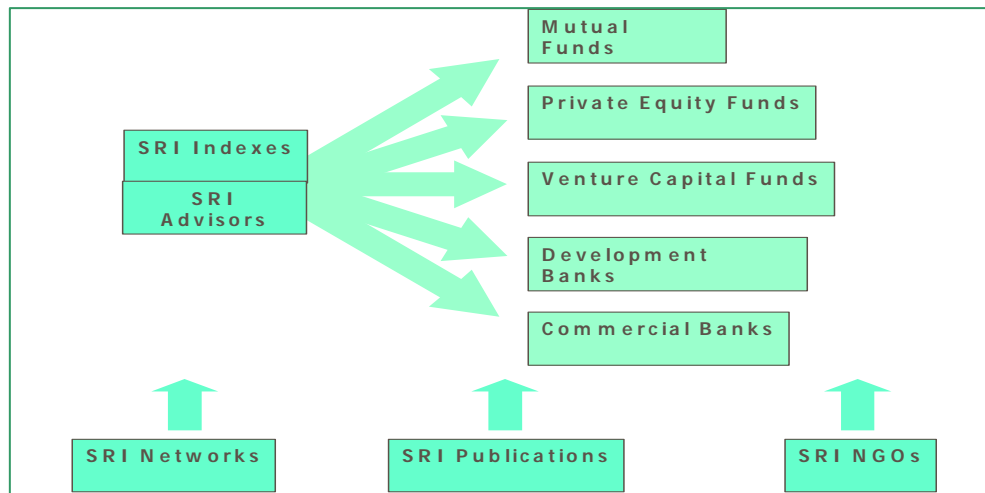 Mutual
Funds
Private Equity Funds
SRI Indexes
SRI
Advisors
Venture Capital Funds
Development
Banks
Commercial Banks
SRI Networks
SRI Publications
SRI NGOs